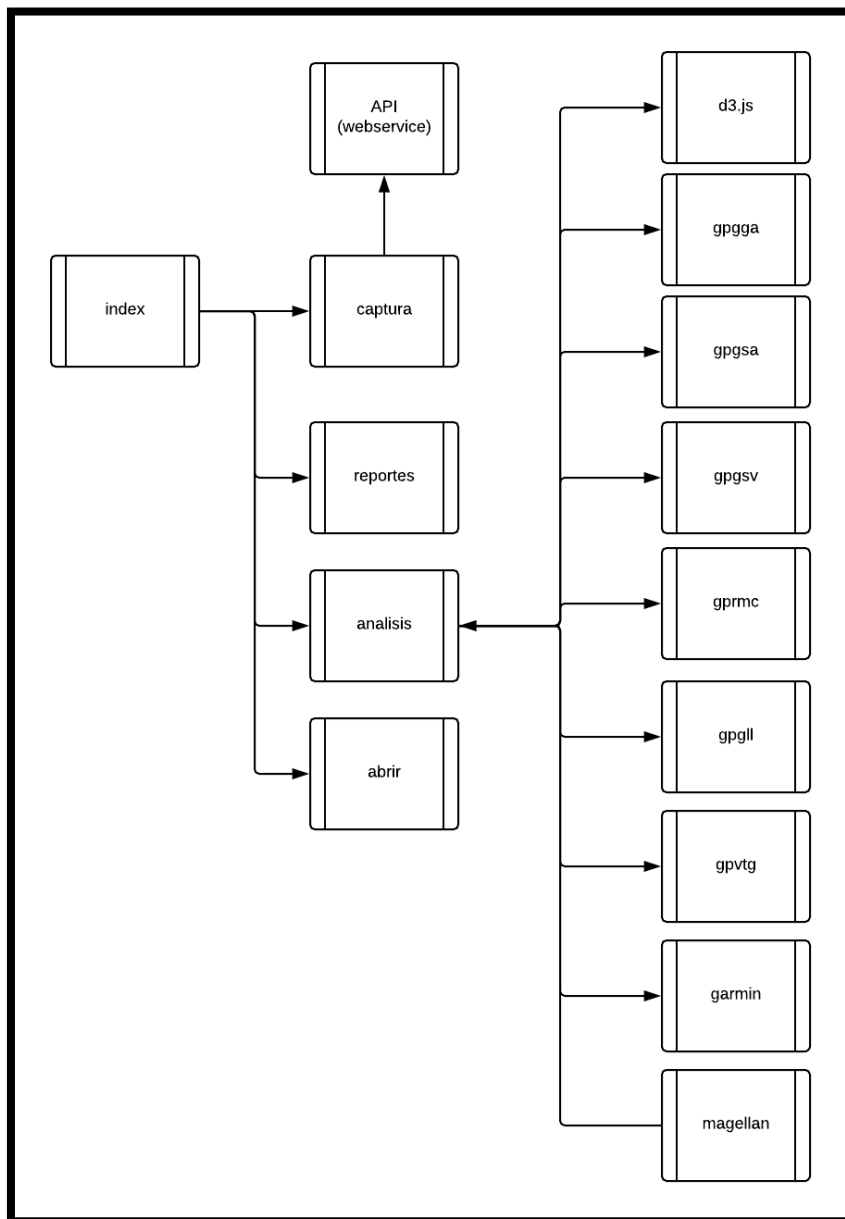 API
(webservice)
index
captura
reportes
analisis
abrir
d3.js
gpgga
gpgsa
gpgsv
gprmc
gpgll
gpvtg
garmin
magellan